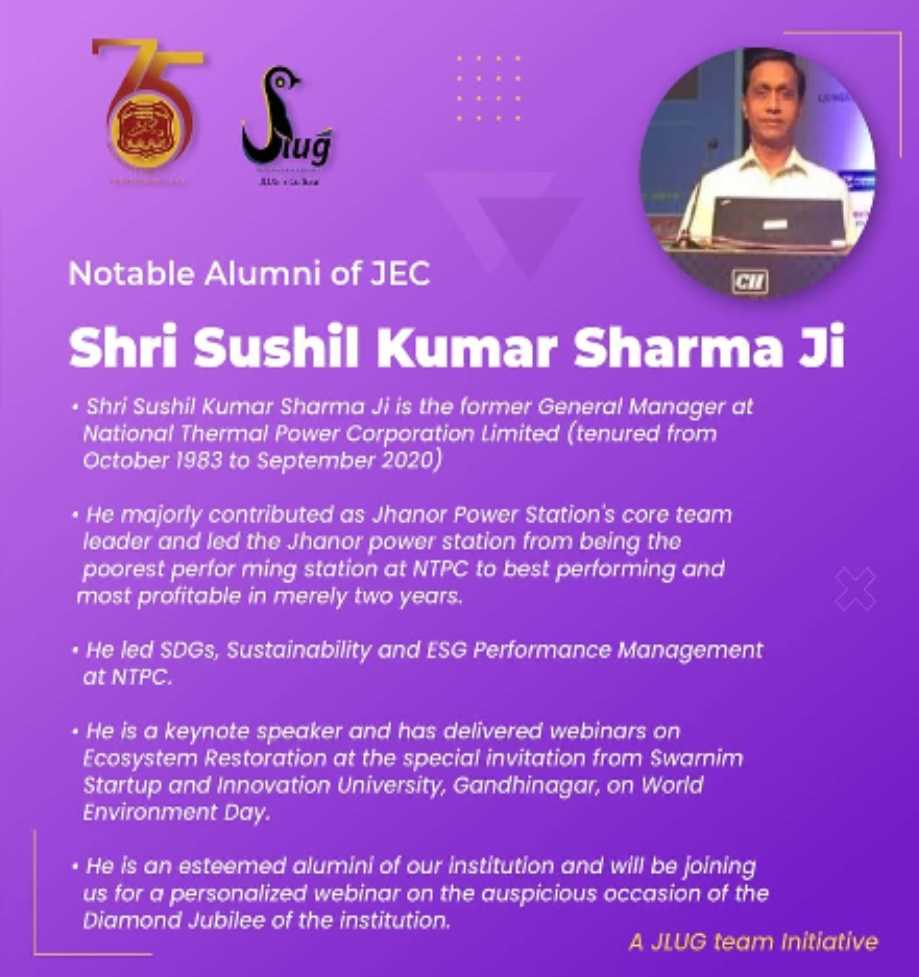 75
Jlug
Notable Alumni of JEC
CII
Shri Sushil Kumar Sharma Ji
• Shri Sushil Kumar Sharma Ji is the former General Manager at
National Thermal Power Corporation Limited (tenured from
October 1983 to September 2020)
• He majorly contributed as Jhanor Power Station's core team
leader and led the Jhanor power station from being the
poorest perfor ming station at NTPC to best performing and
most profitable in merely two years.
• He led SDGs, Sustainability and ESG Performance Management
at NTPC.
• He is a keynote speaker and has delivered webinars on
Ecosystem Restoration at the special invitation from Swarnim
Startup and Innovation University, Gandhinagar, on World
Environment Day.
• He is an esteemed alumini of our institution and will be joining
us for a personalized webinar on the auspicious occasion of the
Diamond Jubilee of the institution.
A JLUG team Initiative